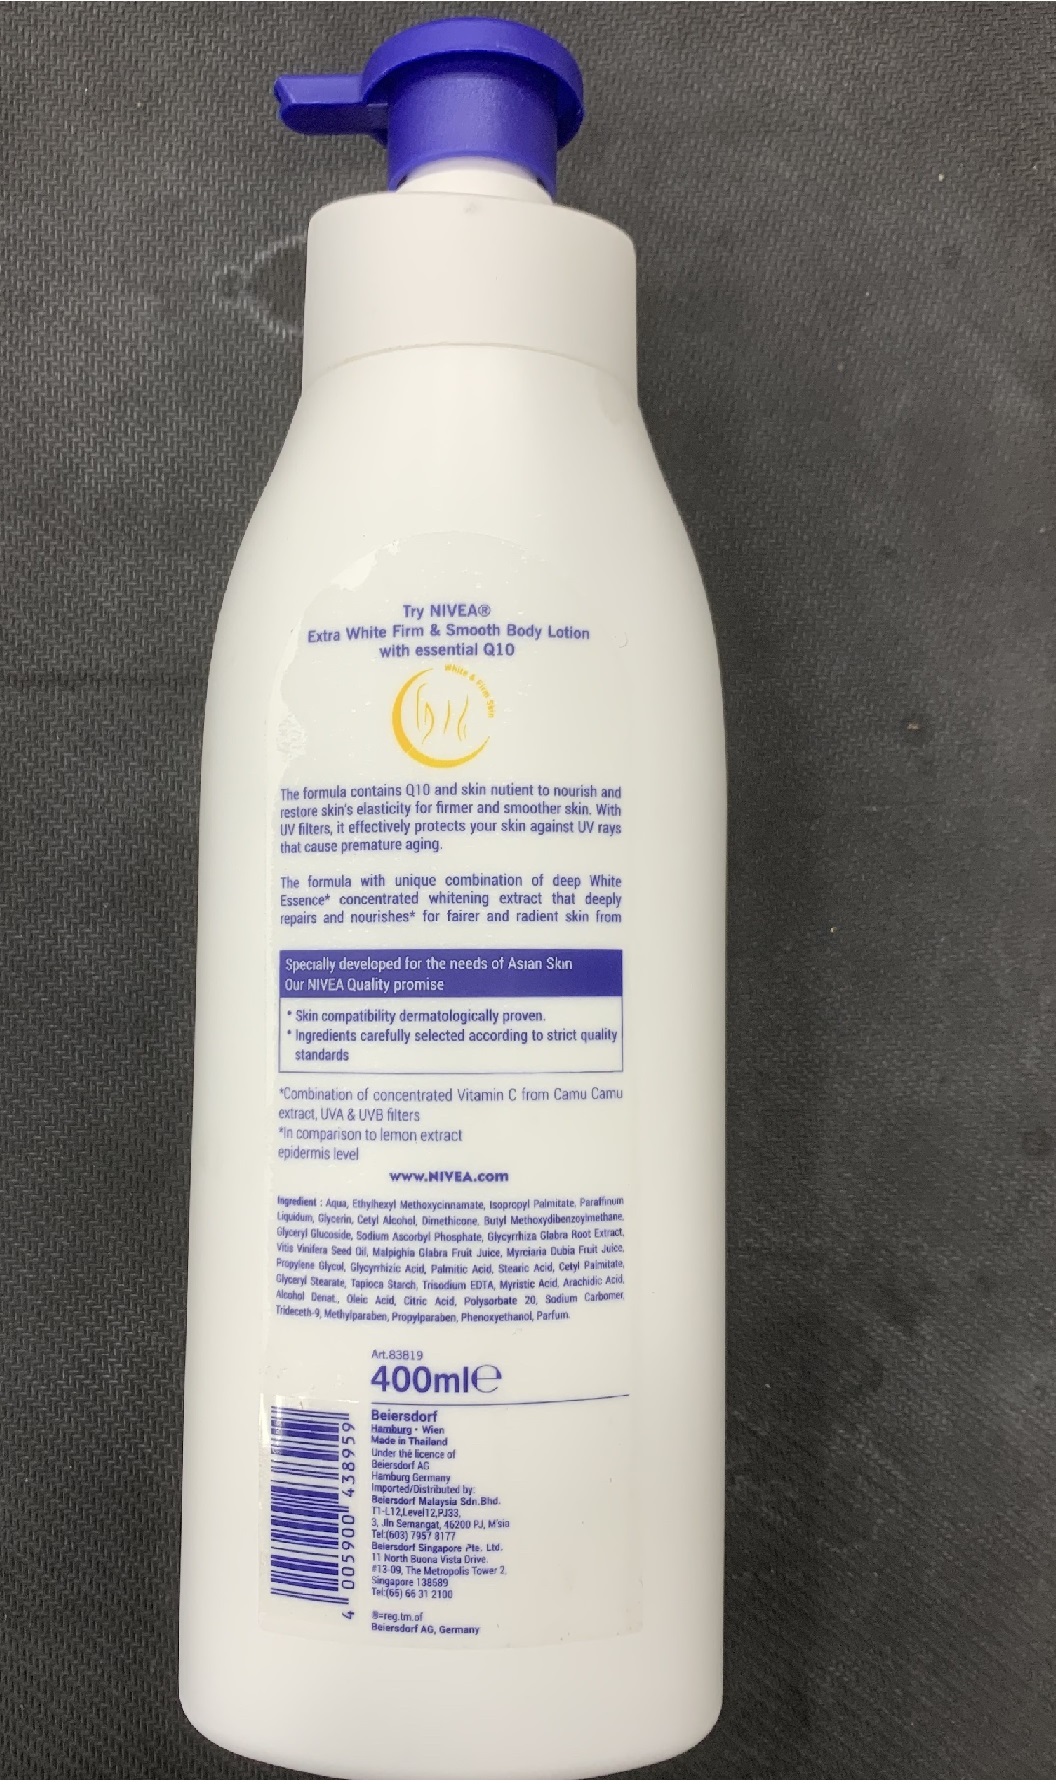 Try NIVEA®
Extra White Firm & Smooth Body Lotion
with essential Q10
White & Firm Skin
The formula contains Q10 and skin nutient to nourish and
restore skin's elasticity for firmer and smoother skin. With
UV filters, it effectively protects your skin against UV rays
that cause premature aging.
The formula with unique combination of deep White
Essence* concentrated whitening extract that deeply
repairs and nourishes* for fairer and radient skin from
Specially developed for the needs of Asian Skin
Our NIVEA Quality promise
* Skin compatibility dermatologically proven.
* Ingredients carefully selected according to strict quality
standards
*Combination of concentrated Vitamin C from Camu Camu
extract, UVA & UVB filters
*In comparison to lemon extract
epidermis level
www.NIVEA.com
Ingredient : Aqua, Ethylhexyl Methoxycinnamate, Isopropyl Palmitate, Paraffinum
Liquidum, Glycerin, Cetyl Alcohol, Dimethicone, Butyl Methoxydibenzoylmethane,
Glyceryl Glucoside, Sodium Ascorbyl Phosphate, Glycyrrhiza Glabra Root Extract,
Vitis Vinifera Seed Oil, Malpighia Glabra Fruit Juice, Myrciaria Dubia Fruit Juice,
Propylene Glycol, Glycyrrhizic Acid, Palmitic Acid, Stearic Acid, Cetyl Palmitate,
Glyceryl Stearate, Tapioca Starch, Trisodium EDTA, Myristic Acid, Arachidic Acid,
Alcohol Denat., Oleic Acid, Citric Acid, Polysorbate 20, Sodium Carbomer,
Trideceth-9, Methylparaben, Propylparaben, Phenoxyethanol, Parfum.
Art.83819
400ml℮
Beiersdorf
Hamburg · Wien
Made in Thailand
Under the licence of
Beiersdorf AG
Hamburg Germany
Imported/Distributed by:
Beiersdorf Malaysia Sdn.Bhd.
T1-L12,Level12,PJ33,
3, Jln Semangat, 46200 PJ, M'sia
Tel:(603) 7957 8177
Beiersdorf Singapore Pte. Ltd.
11 North Buona Vista Drive.
#13-09, The Metropolis Tower 2,
Singapore 138589
Tel:(65) 66 31 2100
®=reg.tm.of
Beiersdorf AG, Germany
4 005900 438959